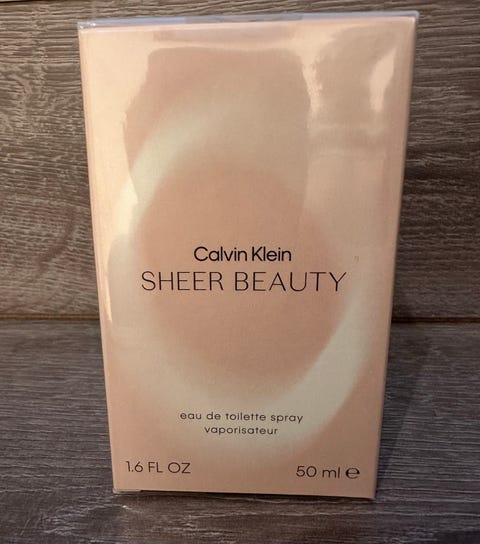 Calvin Klein
SHEER BEAUTY
eau de toilette spray
vaporisateur
1.6 FL OZ 50 ml ℮